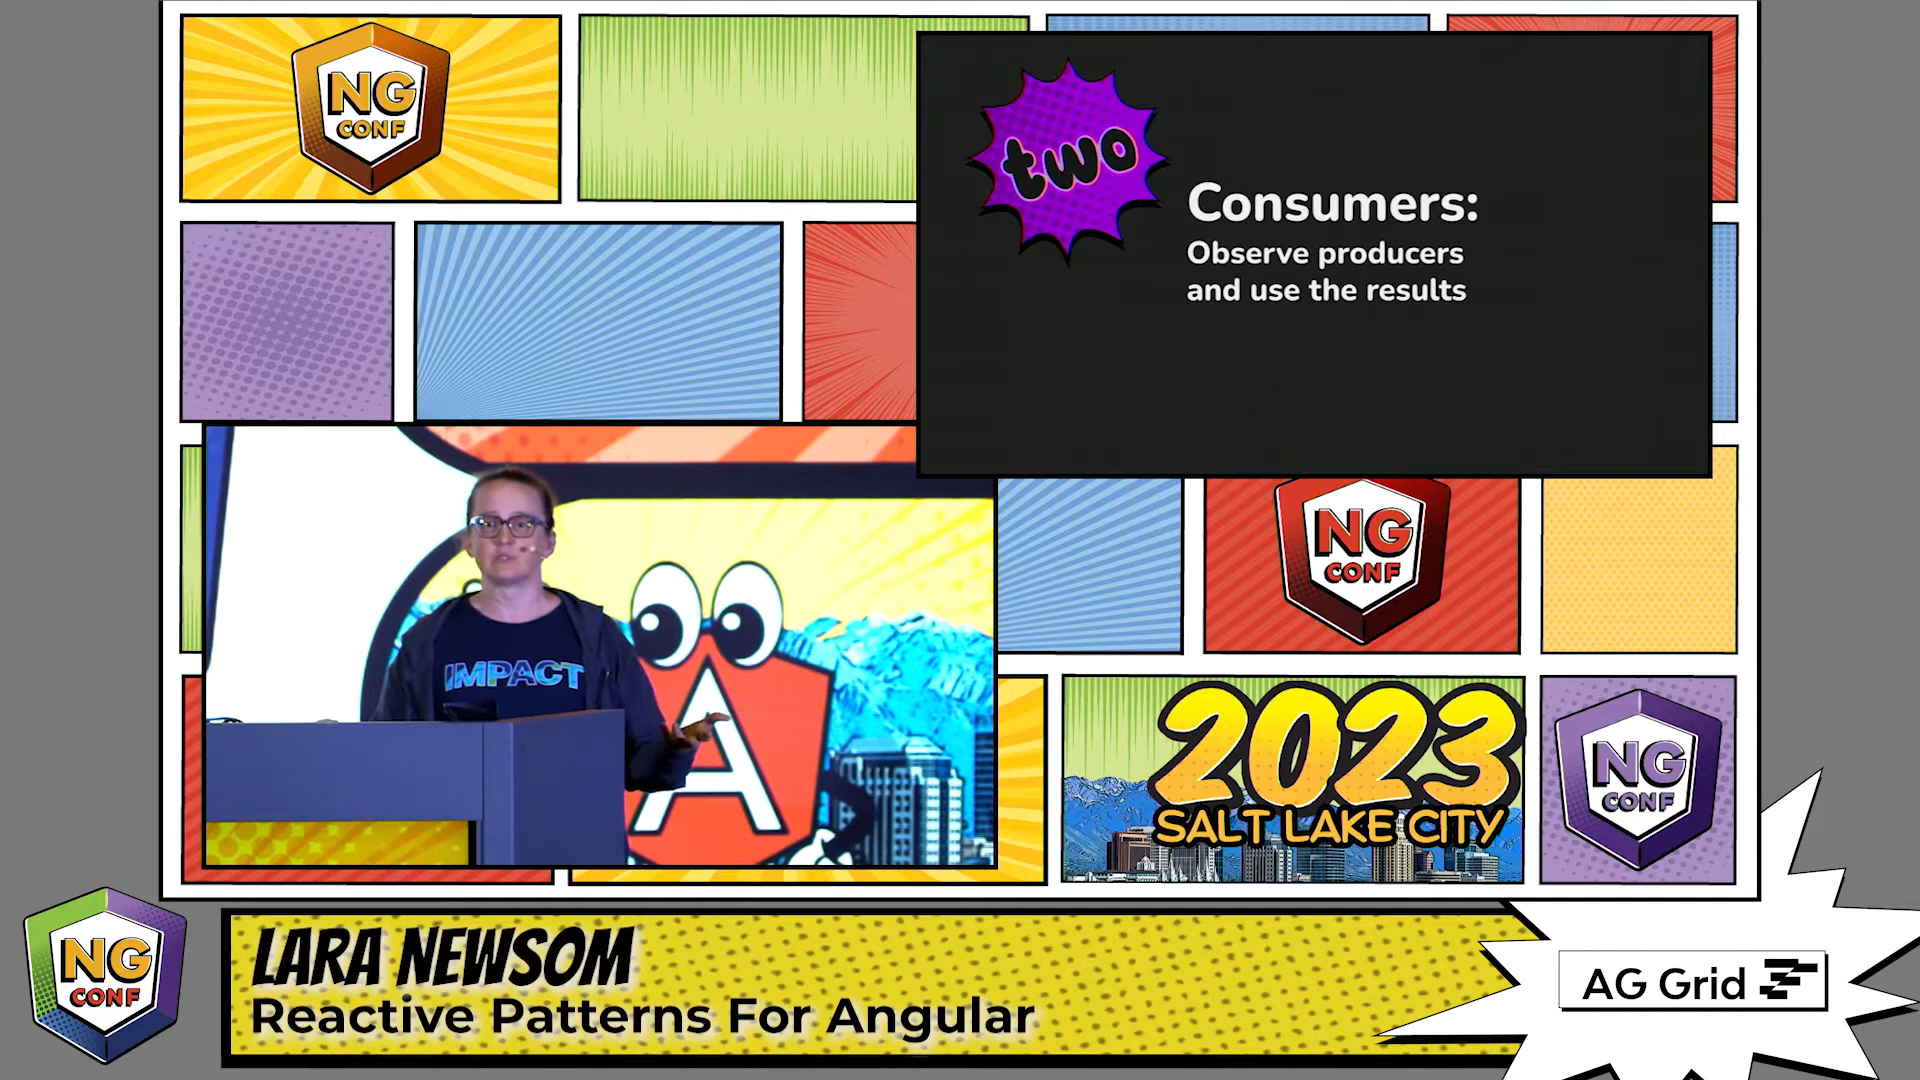 NG
CONF
two
Consumers:
Observe producers
and use the results
IMPACT
A
NG
CONF
2023
SALT LAKE CITY
NG
CONF
NG
CONF
LARA NEWSOM
Reactive Patterns For Angular
AG Grid